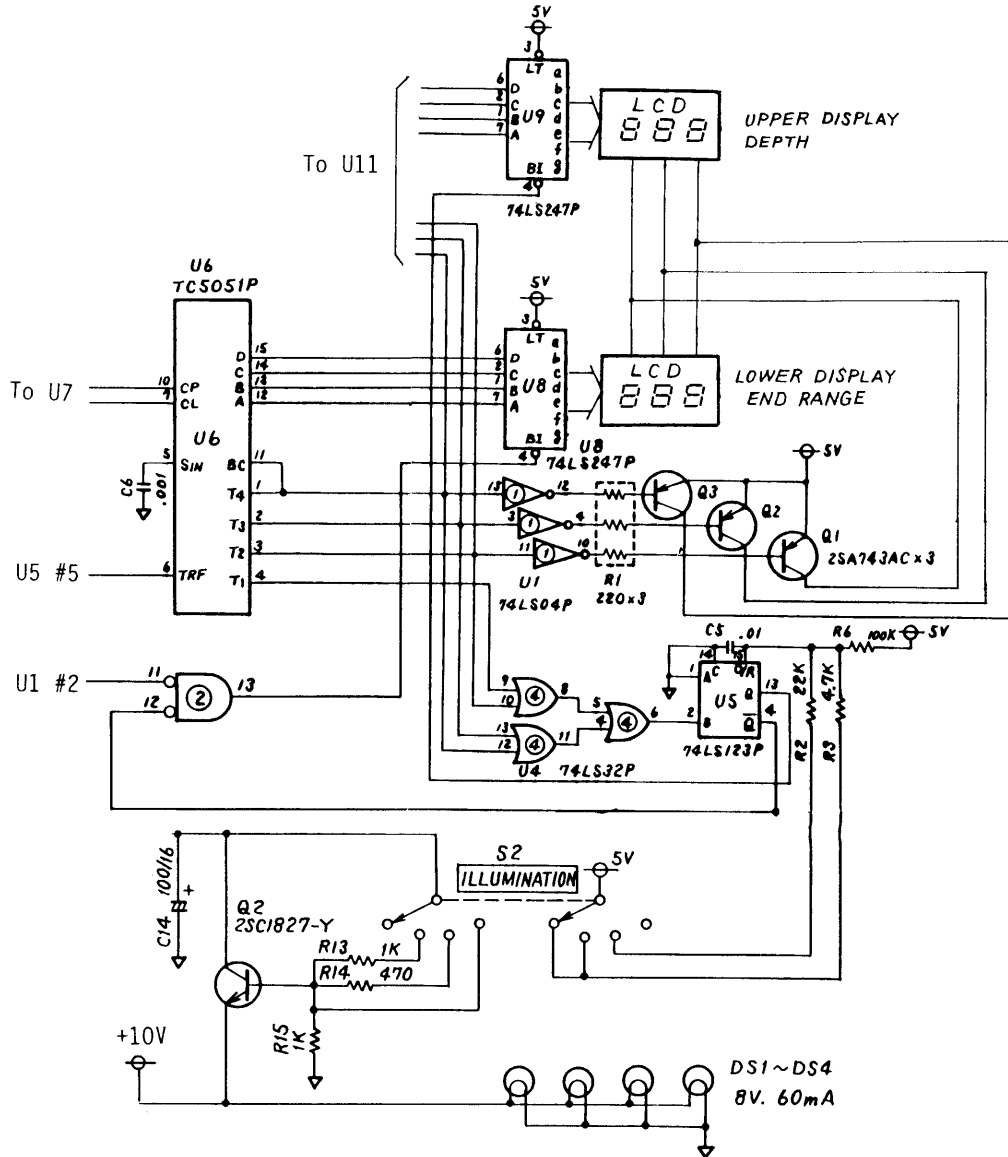 5V
3
LT
a
b
c
d
e
f
g
6
2
1
7
D
C
B
A
U9
BI
4
74LS247P
LCD
UPPER DISPLAY
DEPTH
To U11
U6
TC5051P
5V
3
LT
a
b
c
d
e
f
g
D 15
C 14
B 13
A 12
6
2
1
7
D
C
B
A
U8
BI
4
U8
74LS247P
LCD
LOWER DISPLAY
END RANGE
To U7
10 CP
7 CL
U6
5 SIN
C6
.001
BC 11
T4 1
T3 2
T2 3
T1 4
U5 #5
6 TRF
13 1 12
3 1 4
11 1 10
U1
74LS04P
R1
220×3
Q3
Q2
Q1
5V
2SA743AC×3
U1 #2
11
12
2
13
9
10
4
8
13
12
4
11
5
4
4
6
U4
74LS32P
C5
.01
14
15
C
1
A
U5
Q
13
2
B
Q
4
74LS123P
R6
100K
5V
R2
22K
R3
4.7K
C14
100/16
+
Q2
2SC1827-Y
S2
ILLUMINATION
5V
R13 1K
R14 470
R15
1K
+10V
DS1~DS4
8V. 60mA